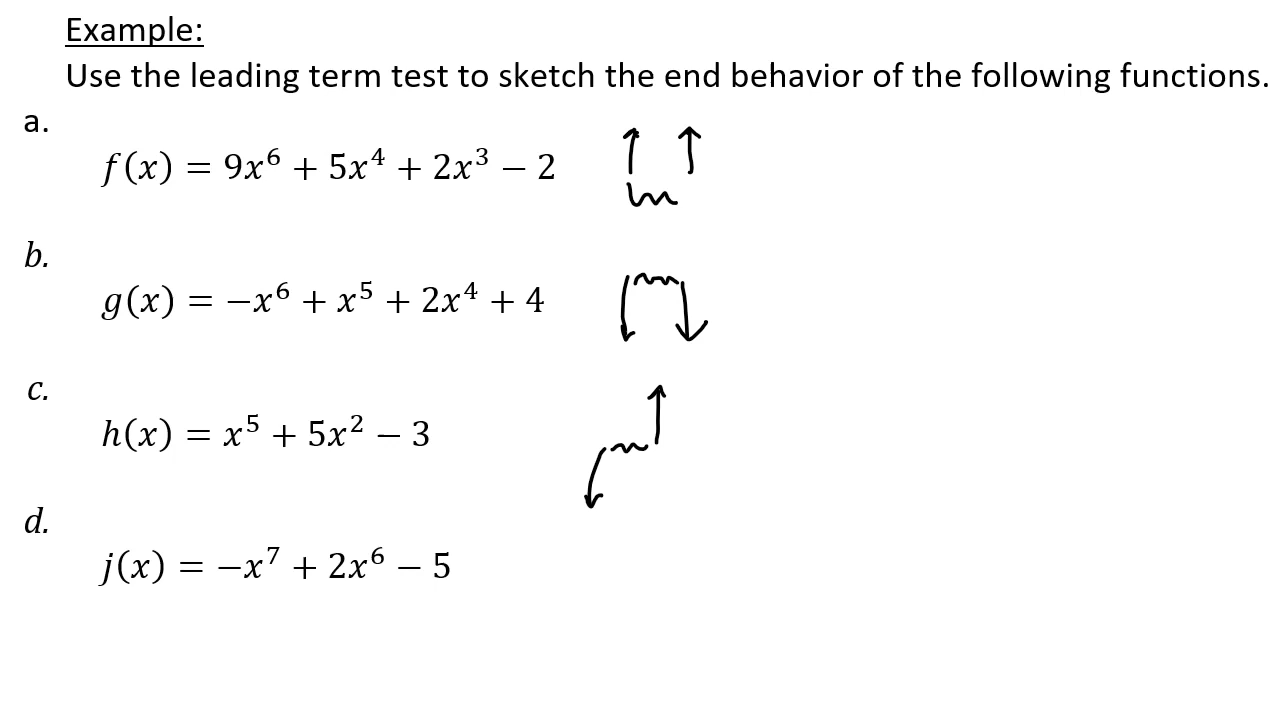 Example:
Use the leading term test to sketch the end behavior of the following functions.
a.
f(x) = 9x⁶ + 5x⁴ + 2x³ − 2
b.
g(x) = −x⁶ + x⁵ + 2x⁴ + 4
c.
h(x) = x⁵ + 5x² − 3
d.
j(x) = −x⁷ + 2x⁶ − 5